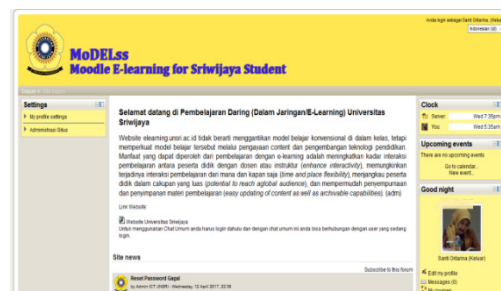 Anda login sebagai Santi Oktarina, (Keluar)
Indonesian (id)
MoDELss
Moodle E-learning for Sriwijaya Student
Settings
My profile settings
Administrasi Situs
Selamat datang di Pembelajaran Daring (Dalam Jaringan/E-Learning) Universitas
Sriwijaya
Website elearning.unsri.ac.id tidak berarti menggantikan model belajar konvensional di dalam kelas, tetapi
memperkuat model belajar tersebut melalui pengayaan content dan pengembangan teknologi pendidikan.
Manfaat yang dapat diperoleh dari pembelajaran dengan e-learning adalah meningkatkan kadar interaksi
pembelajaran antara peserta didik dengan dosen atau instruktur (enhance interactivity), memungkinkan
terjadinya interaksi pembelajaran dari mana dan kapan saja (time and place flexibility), menjangkau peserta
didik dalam cakupan yang luas (potential to reach aglobal audience), dan mempermudah penyempurnaan
dan penyimpanan materi pembelajaran (easy updating of content as well as archivable capabilities). (adm)
Link Website:
Website Universitas Sriwijaya
Untuk menggunakan Chat Umum anda harus login dahulu dan dengan chat umum ini anda bisa berhubungan dengan user yang sedang
login.
Site news
Subscribe to this forum
Reset Password Gagal
by Admin ICT UNSRI - Wednesday, 12 April 2017,
Clock
Server: Wed 7:35pm
You: Wed 5:35am
Upcoming events
There are no upcoming events
Go to calendar...
New event...
Good night
Santi Oktarina (Keluar)
Edit my profile
Messages (0)
My courses